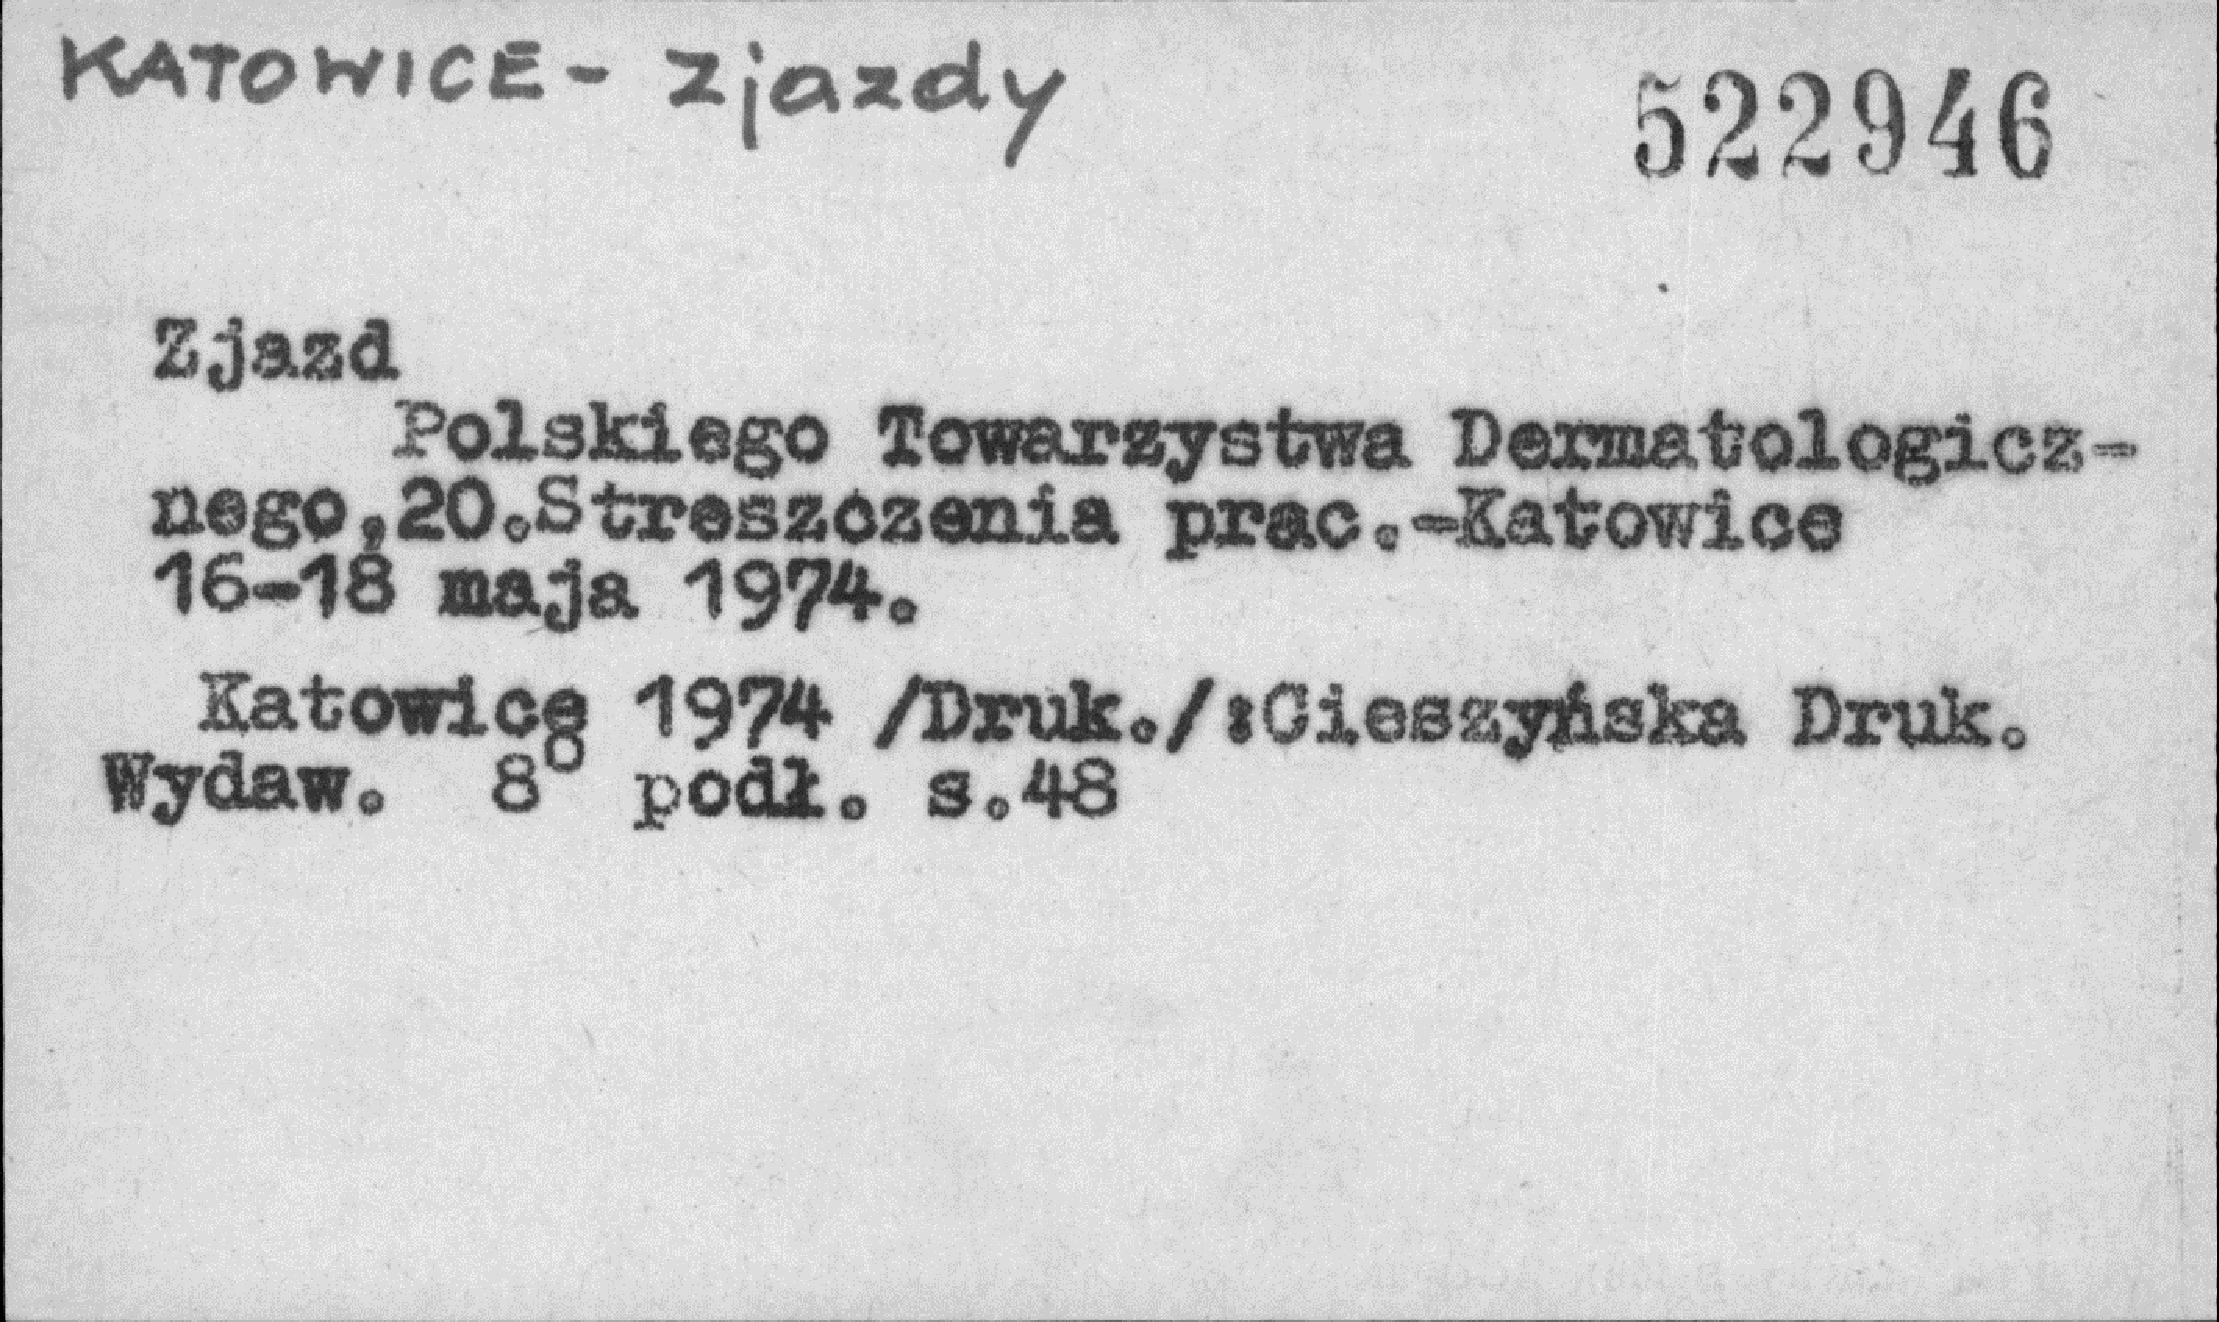 KATOWICE - zjazdy
522946
Zjazd
Polskiego Towarzystwa Dermatologicz-
nego,20.Streszczenia prac.-Katowice
16-18 maja 1974.
Katowice 1974 /Druk./:Cieszyńska Druk.
Wydaw. 8° podł. s.48